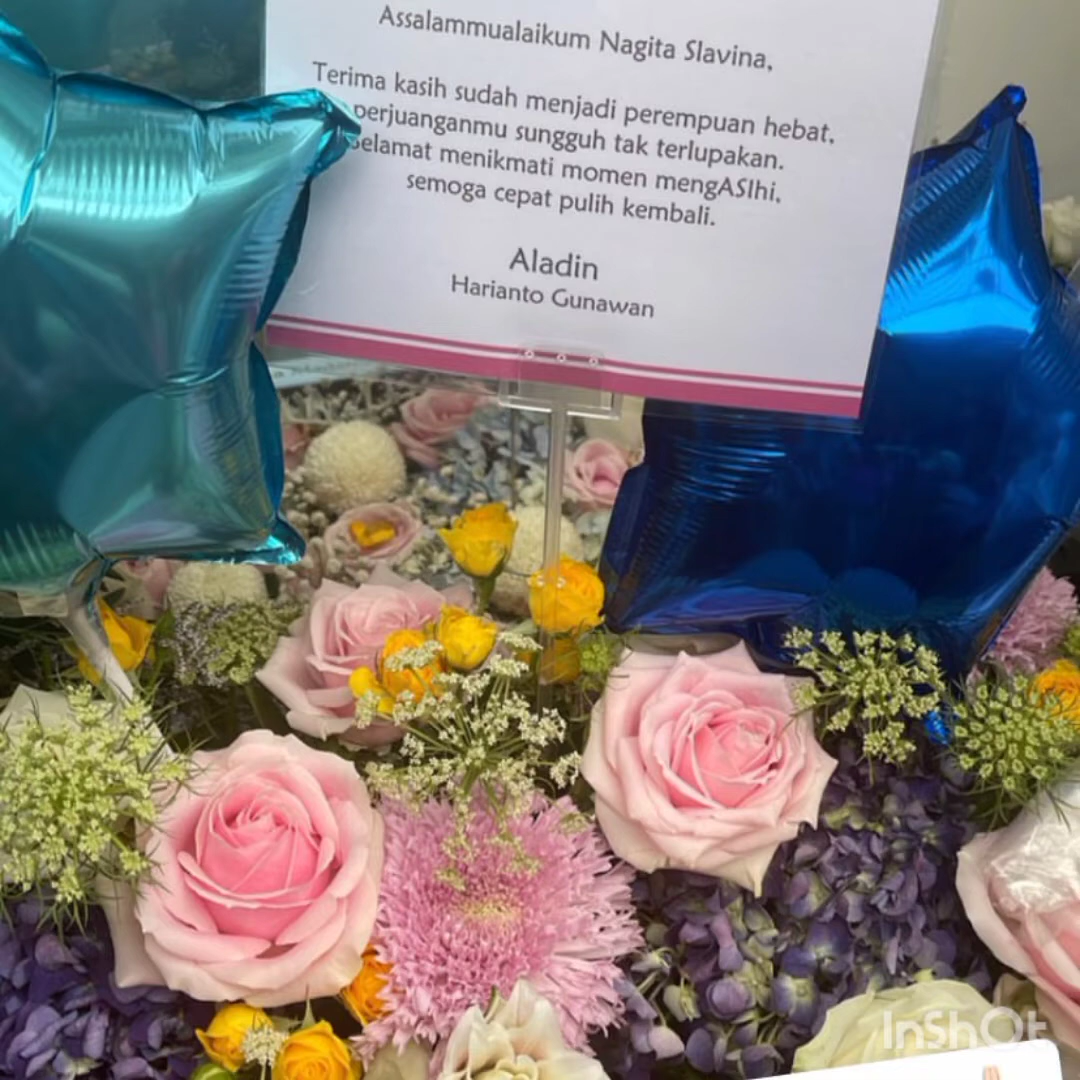 Assalammualaikum Nagita Slavina,
Terima kasih sudah menjadi perempuan hebat,
perjuanganmu sungguh tak terlupakan.
Selamat menikmati momen mengASIhi,
semoga cepat pulih kembali.
Aladin
Harianto Gunawan
InShOt